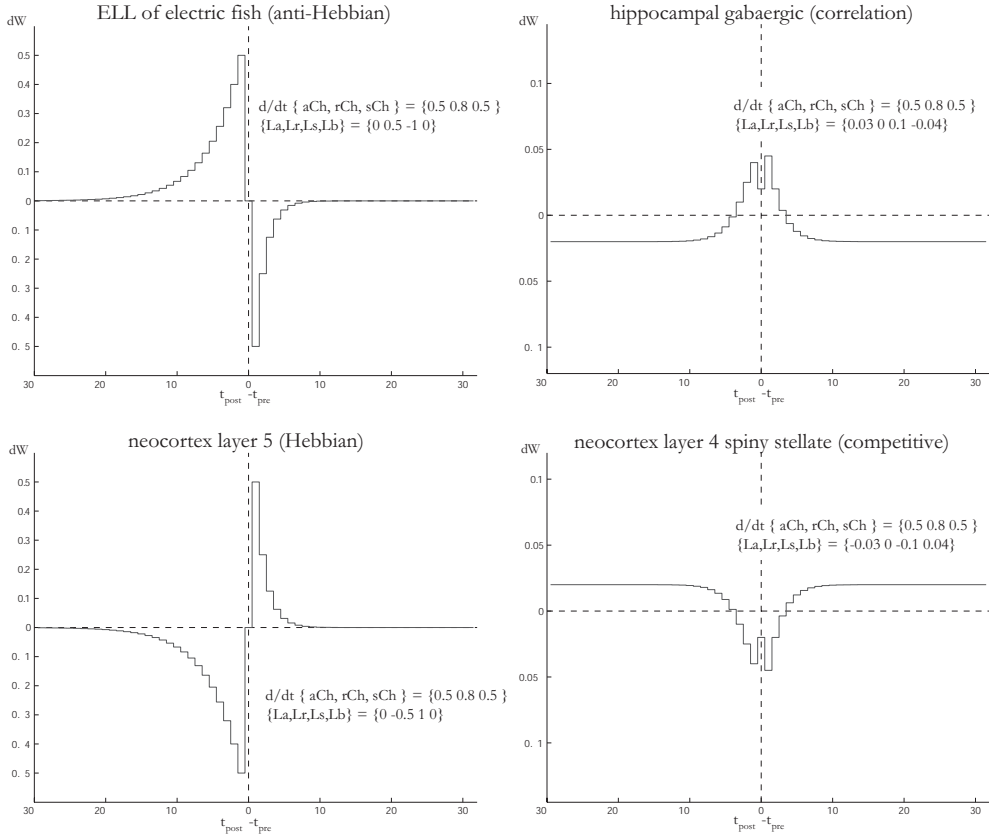 ELL of electric fish (anti-Hebbian)
dW
0.5
0.4
0.3
0.2
0.1
0
0. 1
0. 2
0. 3
0. 4
0. 5
d/dt { aCh, rCh, sCh } = {0.5 0.8 0.5 }
{La,Lr,Ls,Lb} = {0 0.5 -1 0}
30 20 10 0 10 20 30
t_post -t_pre
hippocampal gabaergic (correlation)
dW
0.1
0.05
0
0.05
0. 1
d/dt { aCh, rCh, sCh } = {0.5 0.8 0.5 }
{La,Lr,Ls,Lb} = {0.03 0 0.1 -0.04}
30 20 10 0 10 20 30
t_post -t_pre
neocortex layer 5 (Hebbian)
dW
0.5
0.4
0.3
0.2
0.1
0
0. 1
0. 2
0. 3
0. 4
0. 5
d/dt { aCh, rCh, sCh } = {0.5 0.8 0.5 }
{La,Lr,Ls,Lb} = {0 -0.5 1 0}
30 20 10 0 10 20 30
t_post -t_pre
neocortex layer 4 spiny stellate (competitive)
dW
0.1
0.05
0
0.05
0. 1
d/dt { aCh, rCh, sCh } = {0.5 0.8 0.5 }
{La,Lr,Ls,Lb} = {-0.03 0 -0.1 0.04}
30 20 10 0 10 20 30
t_post -t_pre